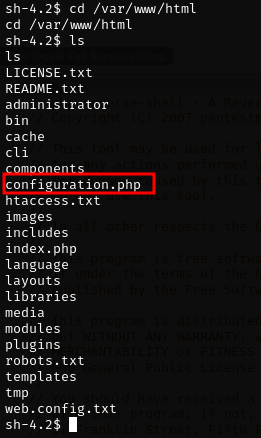 sh-4.2$ cd /var/www/html
cd /var/www/html
sh-4.2$ ls
ls
LICENSE.txt
README.txt
administrator
bin
cache
cli
components
configuration.php
htaccess.txt
images
includes
index.php
language
layouts
libraries
media
modules
plugins
robots.txt
templates
tmp
web.config.txt
sh-4.2$